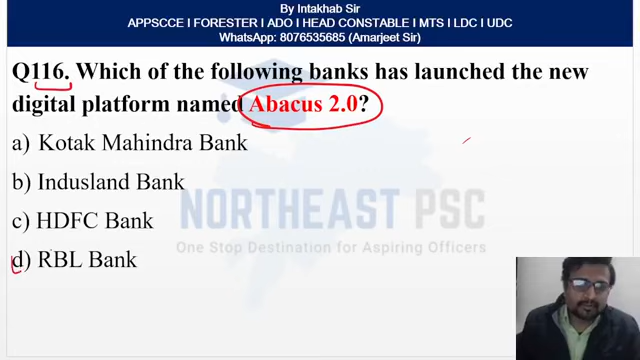 By Intakhab Sir
APPSCCE I FORESTER I ADO I HEAD CONSTABLE I MTS I LDC I UDC
WhatsApp: 8076535685 (Amarjeet Sir)
Q116. Which of the following banks has launched the new
digital platform named Abacus 2.0?
a) Kotak Mahindra Bank
b) Indusland Bank
c) HDFC Bank
d) RBL Bank
NORTHEAST PSC
One Stop Destination for Aspiring Officers